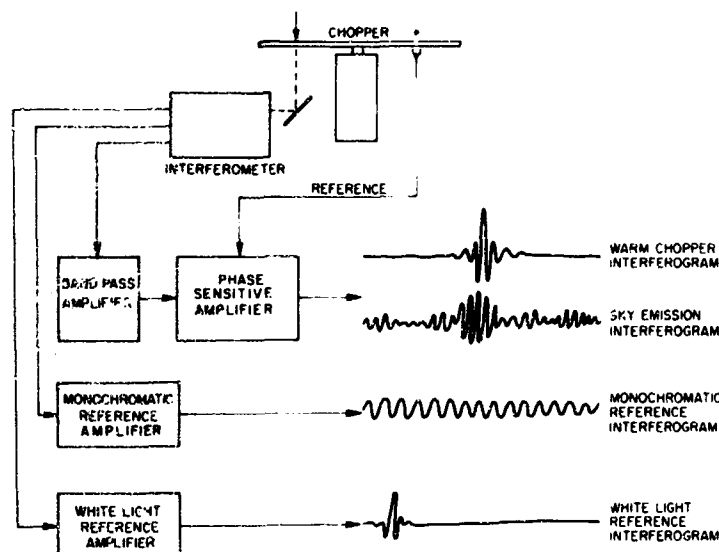 CHOPPER
INTERFEROMETER
REFERENCE
BAND PASS
AMPLIFIER
PHASE
SENSITIVE
AMPLIFIER
WARM CHOPPER
INTERFEROGRAM
SKY EMISSION
INTERFEROGRAM
MONOCHROMATIC
REFERENCE
AMPLIFIER
MONOCHROMATIC
REFERENCE
INTERFEROGRAM
WHITE LIGHT
REFERENCE
AMPLIFIER
WHITE LIGHT
REFERENCE
INTERFEROGRAM